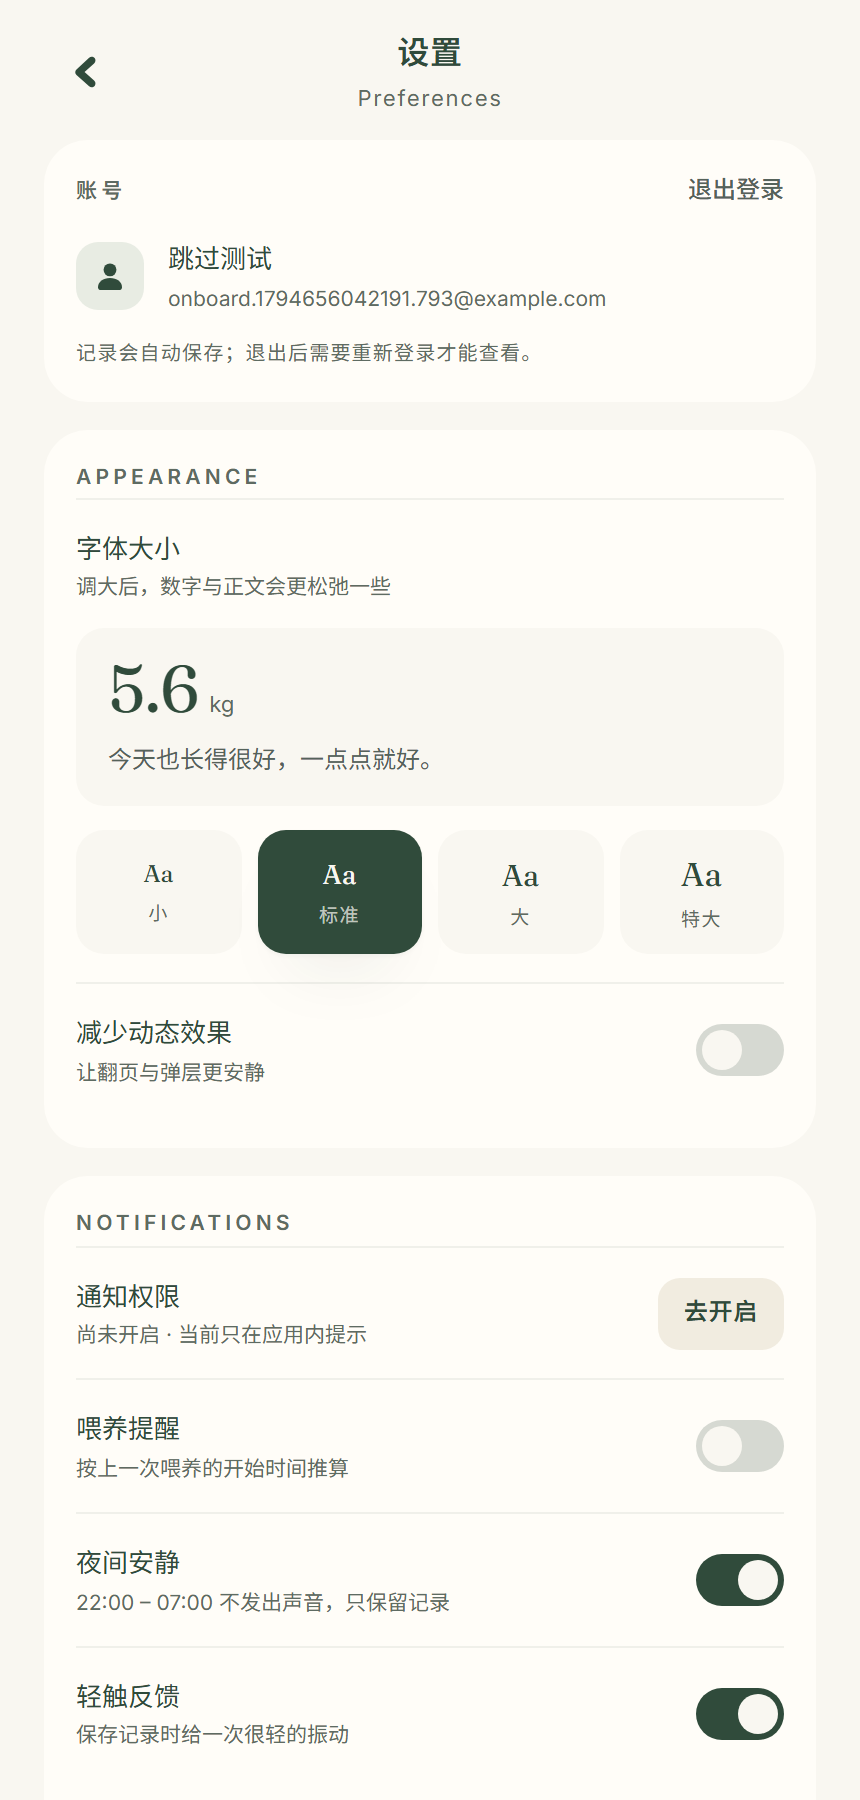 设置
Preferences
账号
退出登录
跳过测试
onboard.1794656042191.793@example.com
记录会自动保存；退出后需要重新登录才能查看。
APPEARANCE
字体大小
调大后，数字与正文会更松弛一些
5.6 kg
今天也长得很好，一点点就好。
Aa
小
Aa
标准
Aa
大
Aa
特大
减少动态效果
让翻页与弹层更安静
NOTIFICATIONS
通知权限
尚未开启 · 当前只在应用内提示
去开启
喂养提醒
按上一次喂养的开始时间推算
夜间安静
22:00 – 07:00 不发出声音，只保留记录
轻触反馈
保存记录时给一次很轻的振动